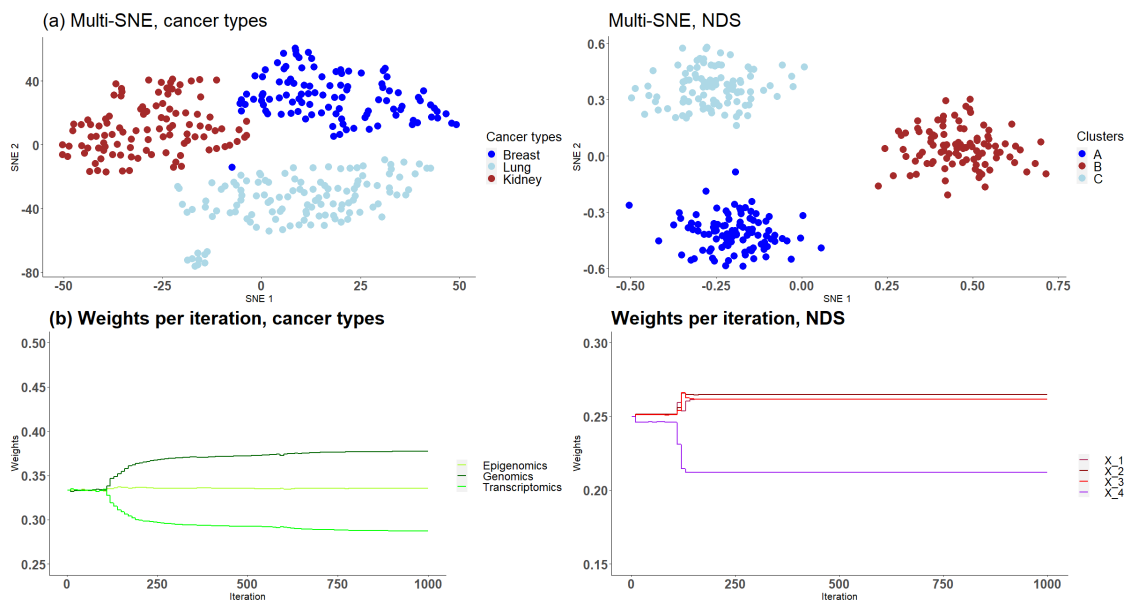 (a) Multi-SNE, cancer types
Multi-SNE, NDS
SNE 2
40
0
-40
-80
-50
-25
0
25
50
SNE 1
Cancer types
Breast
Lung
Kidney
SNE 2
0.6
0.3
0.0
-0.3
-0.6
-0.50
-0.25
0.00
0.25
0.50
0.75
SNE 1
Clusters
A
B
C
(b) Weights per iteration, cancer types
Weights per iteration, NDS
Weights
0.50
0.45
0.40
0.35
0.30
0.25
0
250
500
750
1000
Iteration
Epigenomics
Genomics
Transcriptomics
Weights
0.30
0.25
0.20
0.15
0
250
500
750
1000
Iteration
X_1
X_2
X_3
X_4